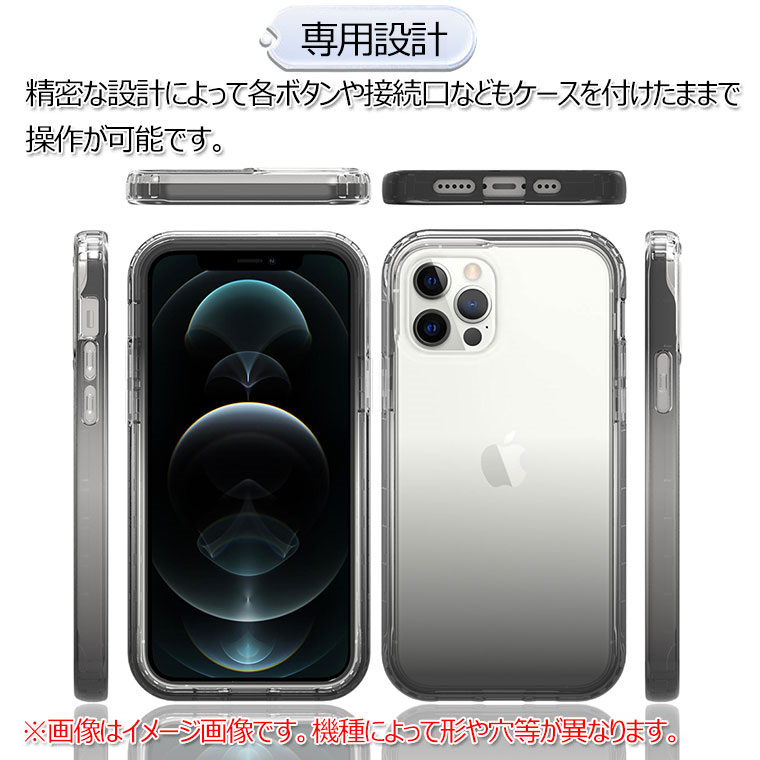 専用設計
精密な設計によって各ボタンや接続口などもケースを付けたままで
操作が可能です。
※画像はイメージ画像です。機種によって形や穴等が異なります。